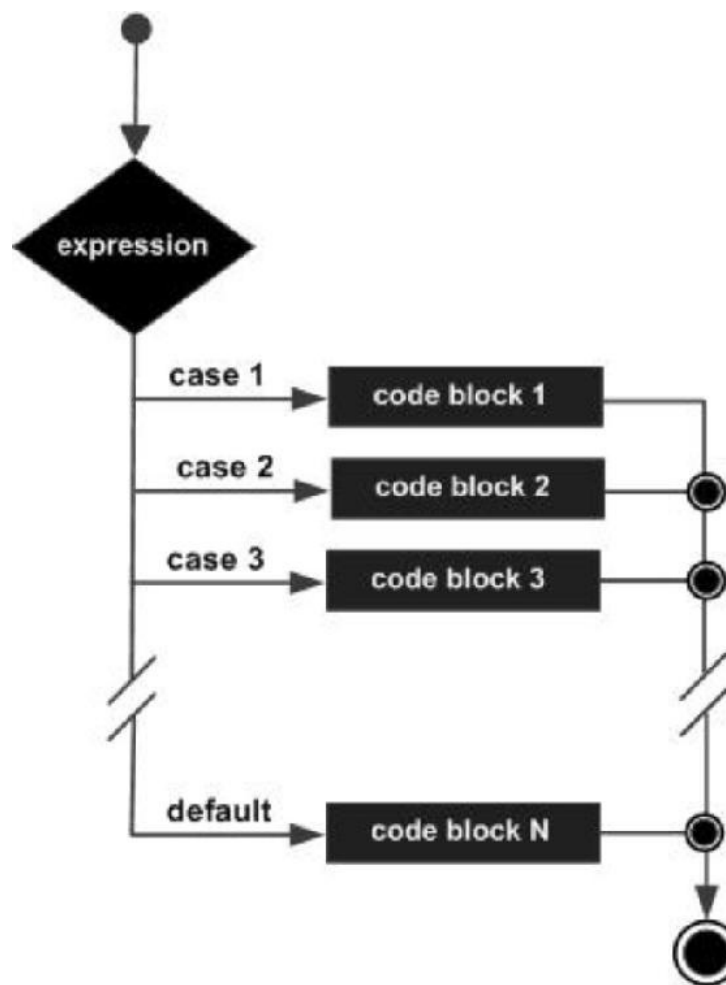 expression
case 1
code block 1
case 2
code block 2
case 3
code block 3
default
code block N